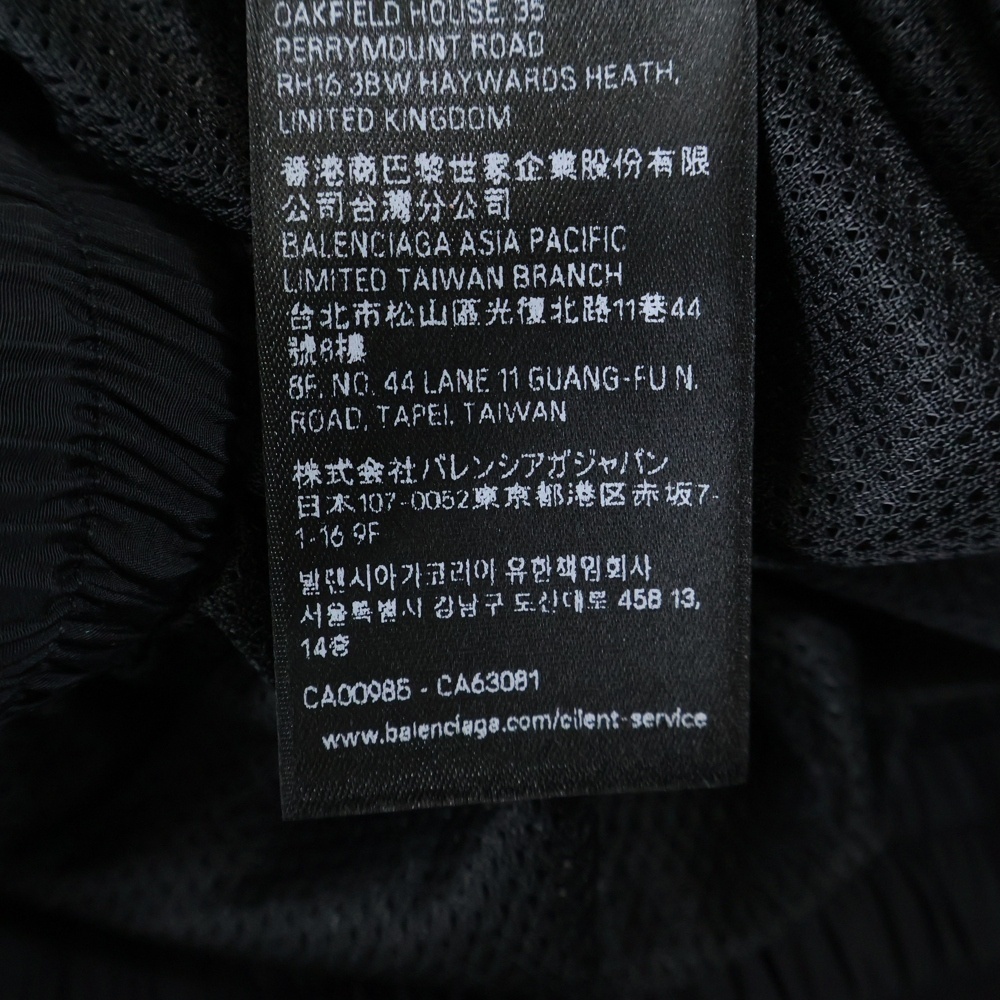 OAKFIELD HOUSE, 35
PERRYMOUNT ROAD
RH16 3BW HAYWARDS HEATH,
UNITED KINGDOM
香港商巴黎世家企業股份有限
公司台灣分公司
BALENCIAGA ASIA PACIFIC
LIMITED TAIWAN BRANCH
台北市松山區光復北路11巷44
號8樓
8F. NO. 44 LANE 11 GUANG-FU N.
ROAD, TAPEI, TAIWAN
株式会社バレンシアガジャパン
日本107-0052東京都港区赤坂7-
1-16 9F
발렌시아가코리아 유한책임회사
서울특별시 강남구 도산대로 458 13,
14층
CA00985 - CA63081
www.balenciaga.com/client-service